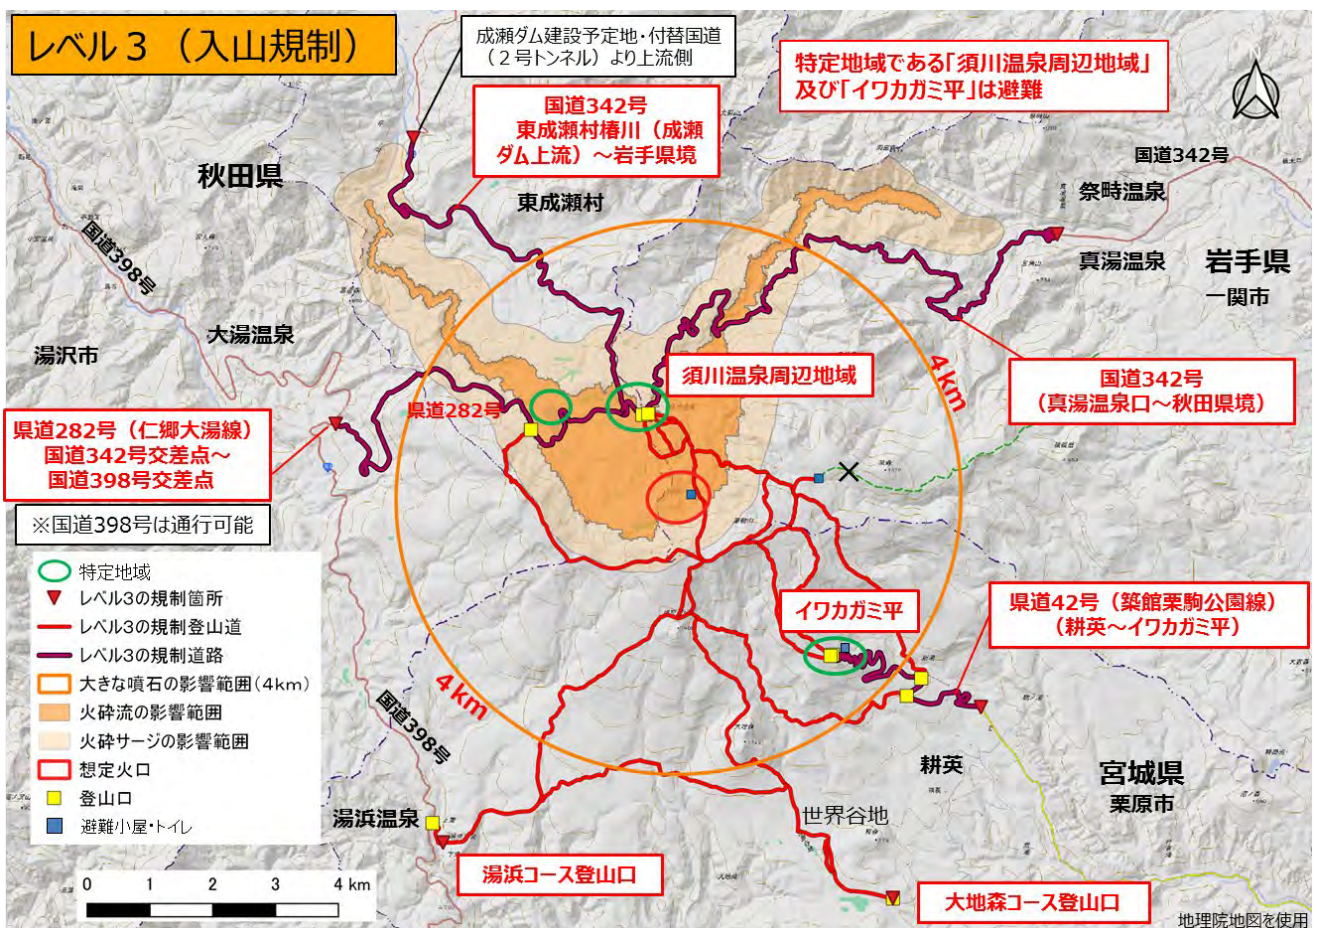 レベル３（入山規制）
成瀬ダム建設予定地・付替国道
（２号トンネル）より上流側
特定地域である｢須川温泉周辺地域｣
及び｢イワカガミ平｣は避難
国道342号
東成瀬村椿川（成瀬
ダム上流）～岩手県境
国道342号
秋田県
東成瀬村
祭畤温泉
真湯温泉
岩手県
一関市
国道398号
大湯温泉
湯沢市
須川温泉周辺地域
4km
国道342号
（真湯温泉口～秋田県境）
県道282号
県道282号（仁郷大湯線）
国道342号交差点～
国道398号交差点
※国道398号は通行可能
特定地域
レベル3の規制箇所
レベル3の規制登山道
レベル3の規制道路
大きな噴石の影響範囲(4km)
火砕流の影響範囲
火砕サージの影響範囲
想定火口
登山口
避難小屋・トイレ
イワカガミ平
県道42号（築館栗駒公園線）
（耕英～イワカガミ平）
4km
国道398号
耕英
宮城県
栗原市
湯浜温泉
世界谷地
湯浜コース登山口
大地森コース登山口
0 1 2 3 4 km
地理院地図を使用